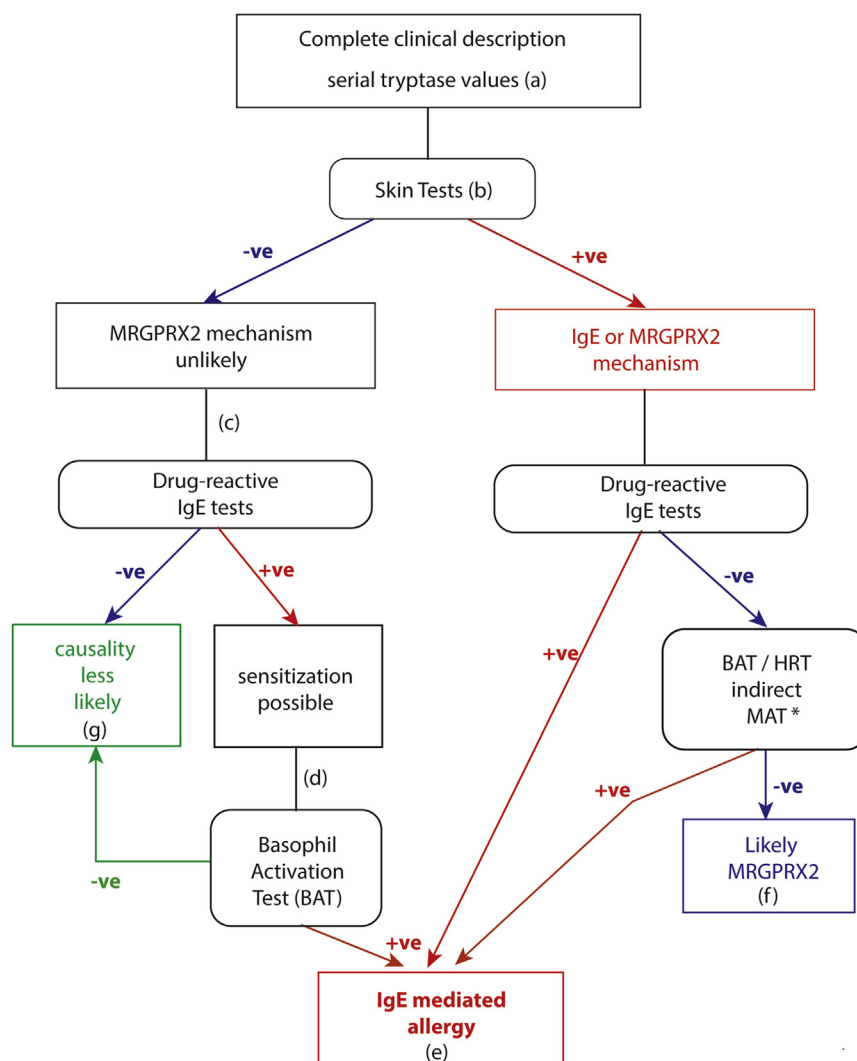 Complete clinical description
serial tryptase values (a)
Skin Tests (b)
-ve
+ve
MRGPRX2 mechanism
unlikely
IgE or MRGPRX2
mechanism
(c)
Drug-reactive
IgE tests
Drug-reactive
IgE tests
-ve
+ve
+ve
-ve
causality
less
likely
(g)
sensitization
possible
BAT / HRT
indirect
MAT *
(d)
+ve
-ve
Basophil
Activation
Test (BAT)
-ve
Likely
MRGPRX2
(f)
+ve
IgE mediated
allergy
(e)